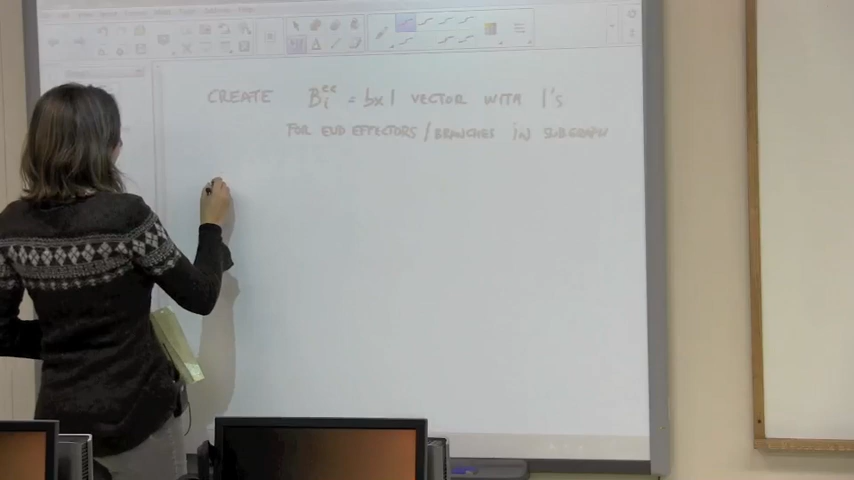 CREATE B_i^{ee} = bx1 VECTOR WITH 1's
FOR END EFFECTORS / BRANCHES IN SUBGRAPH